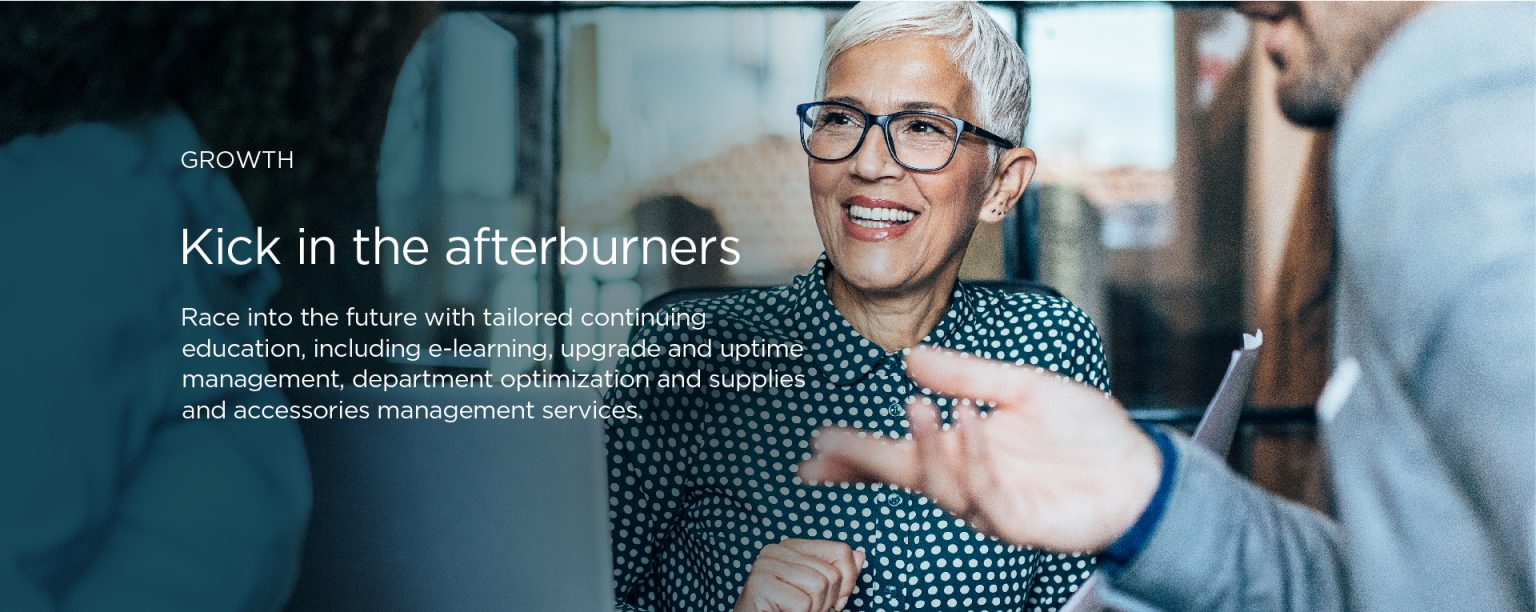 GROWTH
Kick in the afterburners
Race into the future with tailored continuing
education, including e-learning, upgrade and uptime
management, department optimization and supplies
and accessories management services.